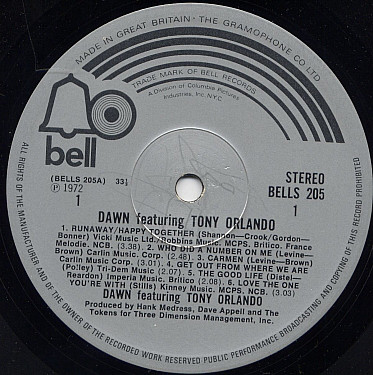 MADE IN GREAT BRITAIN · THE GRAMOPHONE CO LTD
TRADE MARK OF BELL RECORDS
A Division of Columbia Pictures
Industries, Inc. N.Y.C.
bell
(BELLS 205A) 33⅓
℗ 1972
1
STEREO
BELLS 205
1
DAWN featuring TONY ORLANDO
1. RUNAWAY/HAPPY TOGETHER (Shannon—Crook/Gordon—
Bonner) Vicki Music Ltd./Robbins Music. MCPS. Britico. France
Melodie. NCB. (3.38) 2. WHO DID A NUMBER ON ME (Levine—
Brown) Carlin Music Corp. (2.58) 3. CARMEN (Levine—Brown)
Carlin Music Corp. (3.01) 4. GET OUT FROM WHERE WE ARE
(Polley) Tri-Dem Music (2.07) 5. THE GOOD LIFE (Distel—
Reardon) Imperia Music. Britico (2.08) 6. LOVE THE ONE
YOU'RE WITH (Stills) Kinney Music. MCPS. NCB. (3.03)
DAWN featuring TONY ORLANDO
Produced by Hank Medress, Dave Appell and The
Tokens for Three Dimension Management, Inc.
ALL RIGHTS OF THE MANUFACTURER AND OF THE OWNER OF THE RECORDED WORK RESERVED UNAUTHORISED PUBLIC PERFORMANCE BROADCASTING AND COPYING OF THIS RECORD PROHIBITED